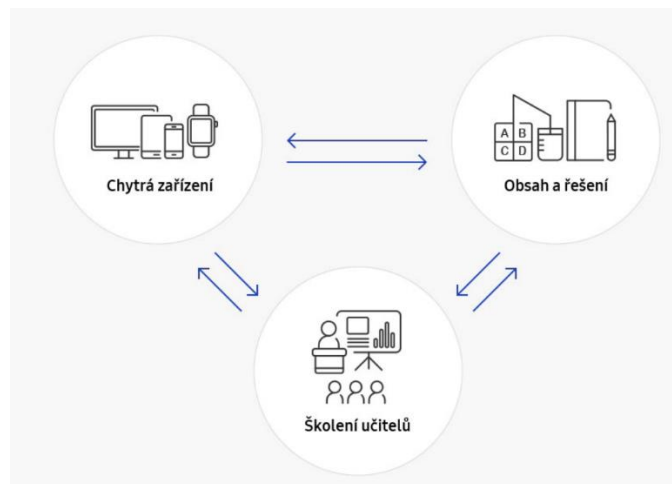 Chytrá zařízení
A B
C D
Obsah a řešení
Školení učitelů